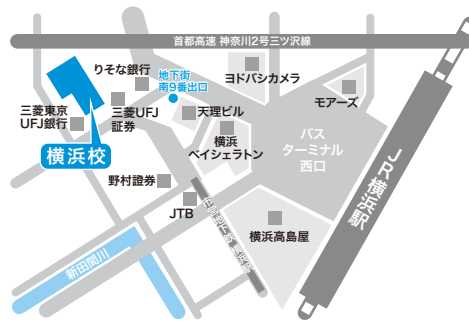 首都高速 神奈川2号三ツ沢線
りそな銀行
地下街
南9番出口
ヨドバシカメラ
モアーズ
三菱東京
UFJ銀行
三菱UFJ
証券
天理ビル
横浜
ベイシェラトン
バス
ターミナル
西口
横浜校
野村證券
JTB
横浜高島屋
JR横浜駅
新田間川